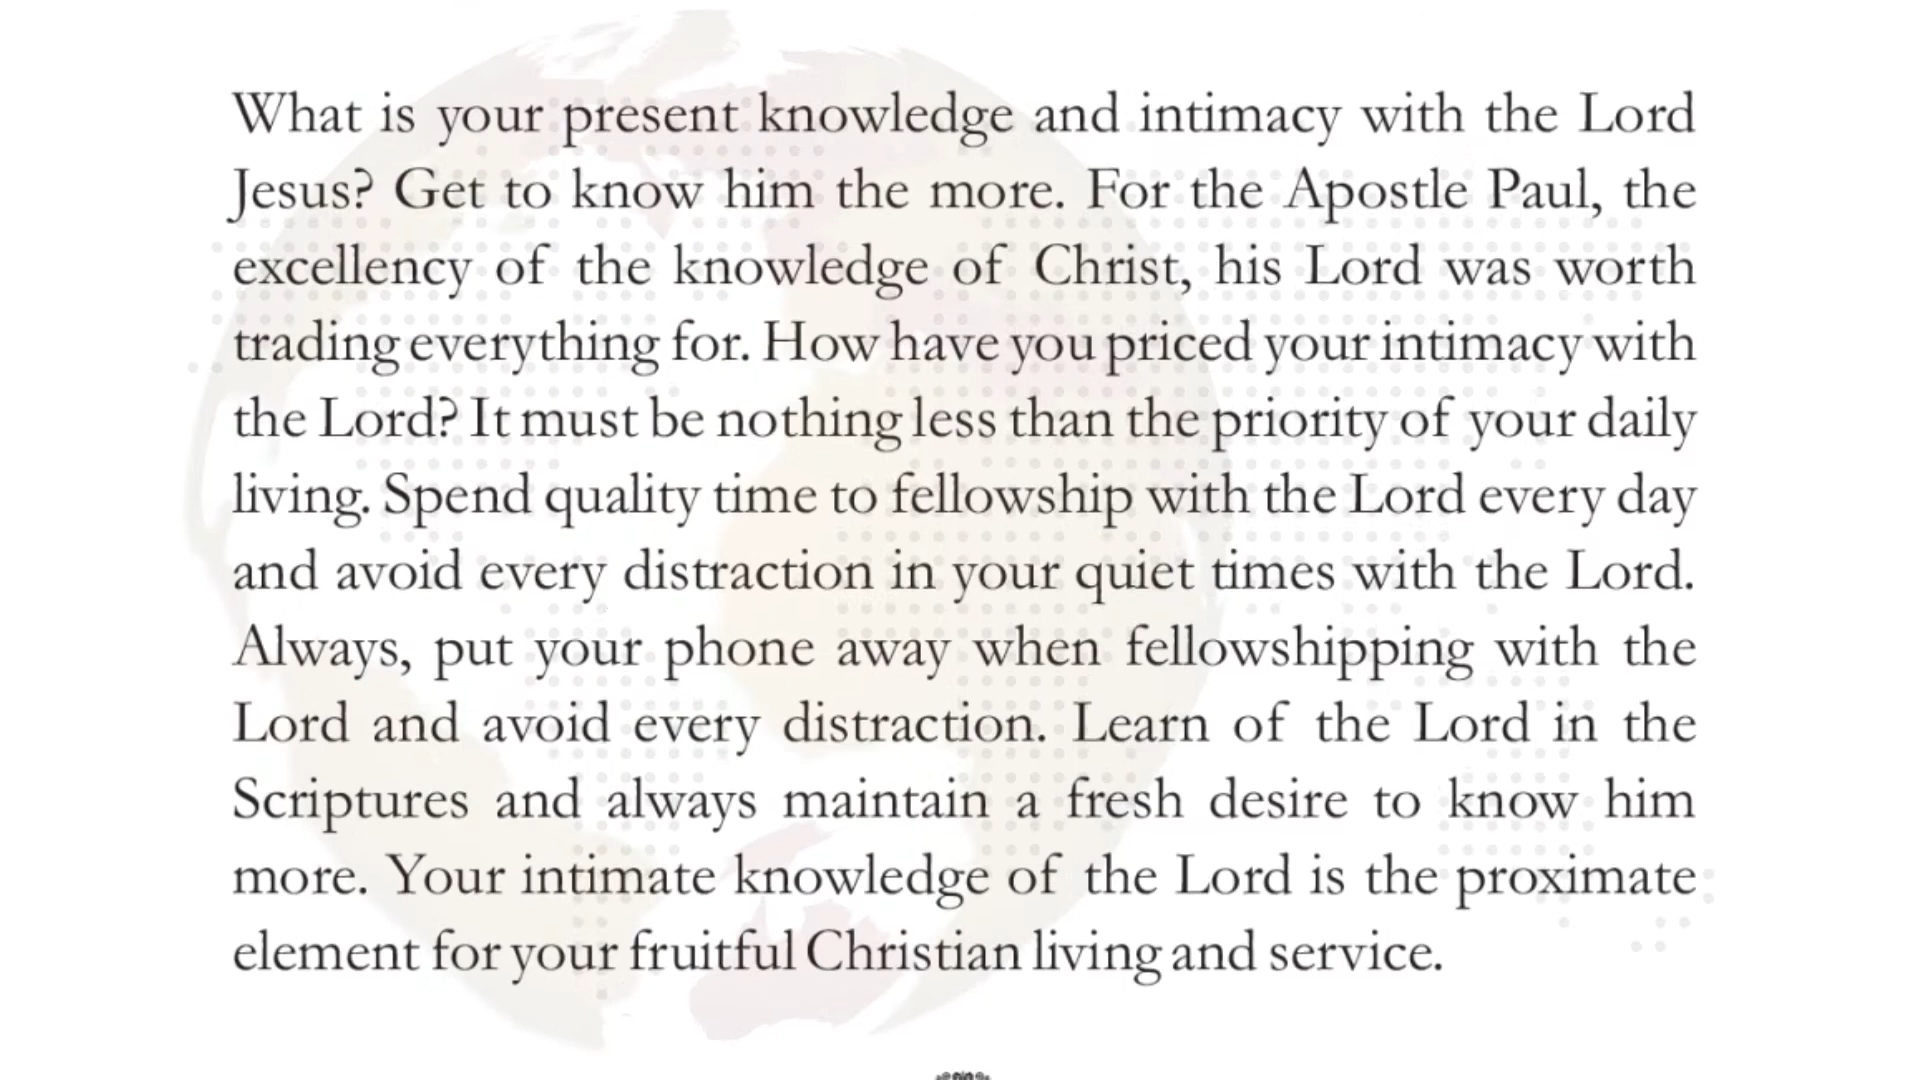 What is your present knowledge and intimacy with the Lord
Jesus? Get to know him the more. For the Apostle Paul, the
excellency of the knowledge of Christ, his Lord was worth
trading everything for. How have you priced your intimacy with
the Lord? It must be nothing less than the priority of your daily
living. Spend quality time to fellowship with the Lord every day
and avoid every distraction in your quiet times with the Lord.
Always, put your phone away when fellowshipping with the
Lord and avoid every distraction. Learn of the Lord in the
Scriptures and always maintain a fresh desire to know him
more. Your intimate knowledge of the Lord is the proximate
element for your fruitful Christian living and service.